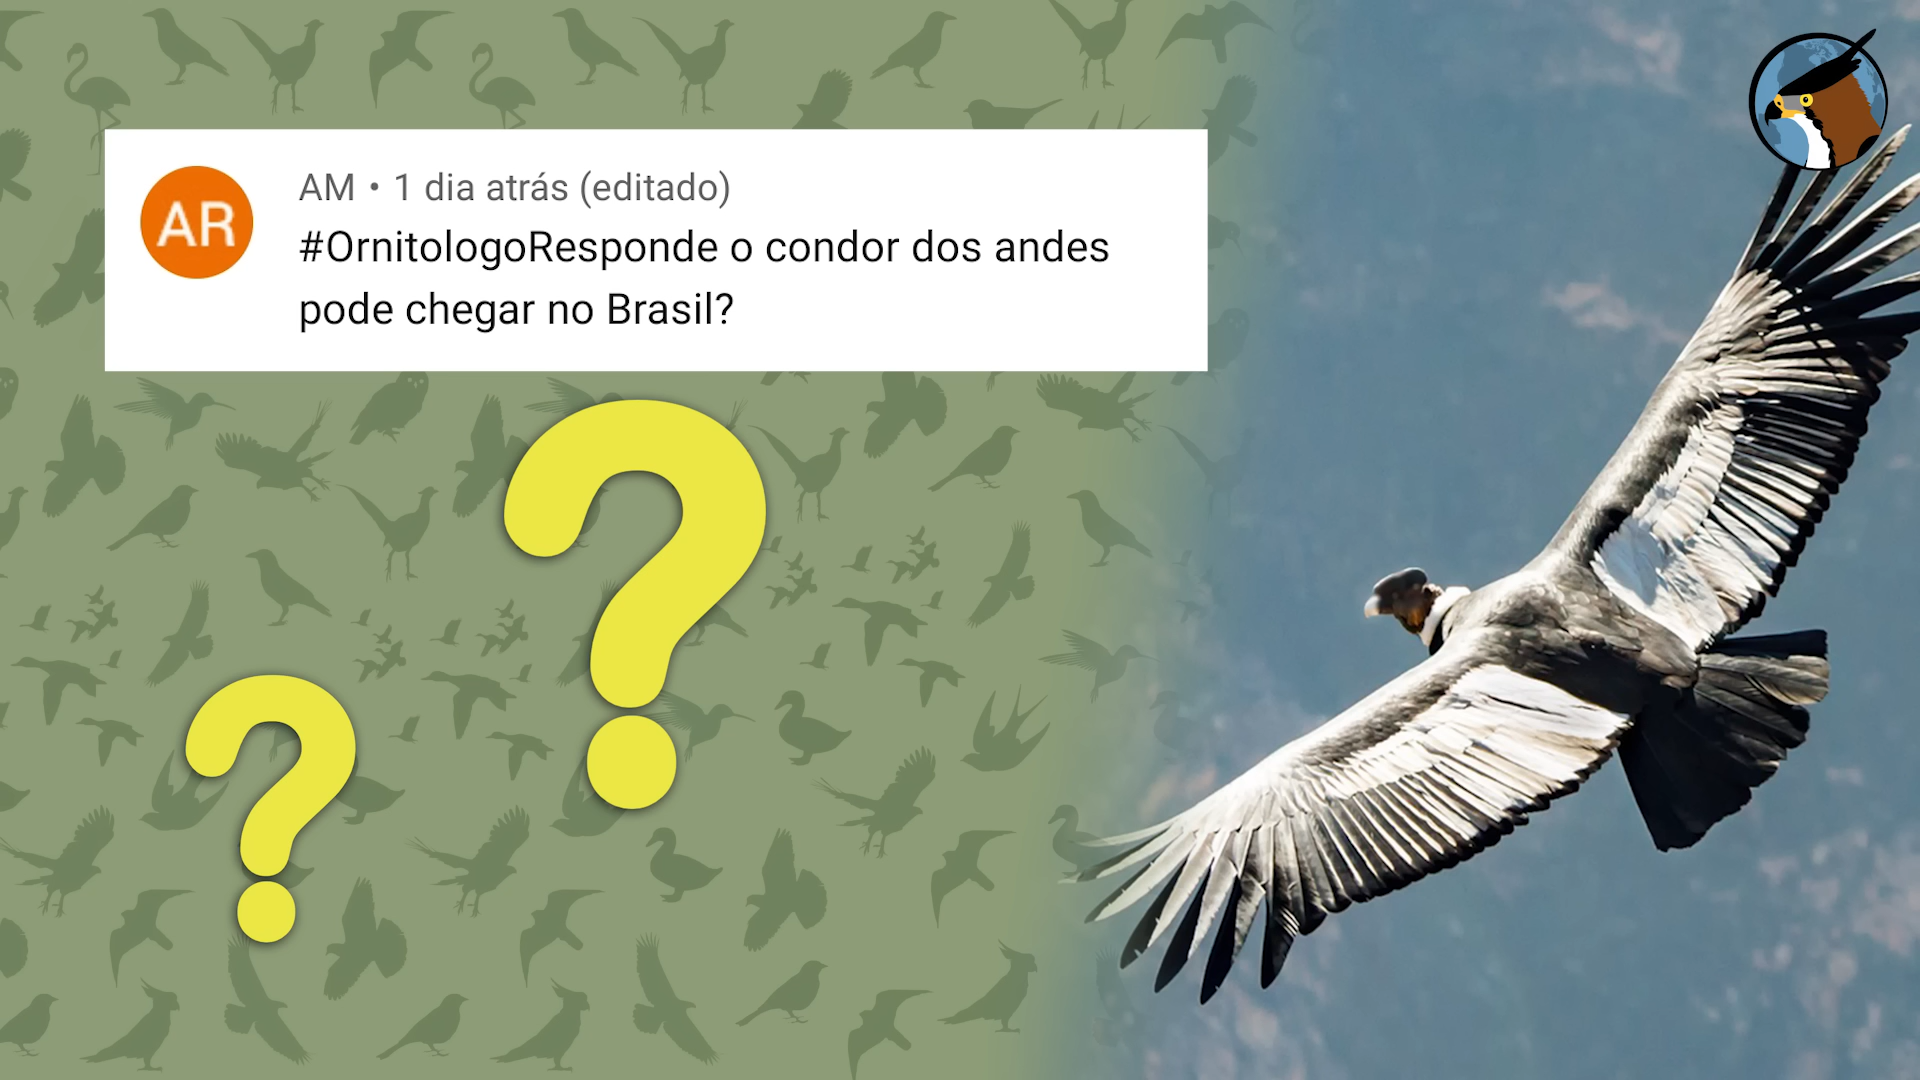 AR
AM • 1 dia atrás (editado)
#OrnitologoResponde o condor dos andes
pode chegar no Brasil?
? ?